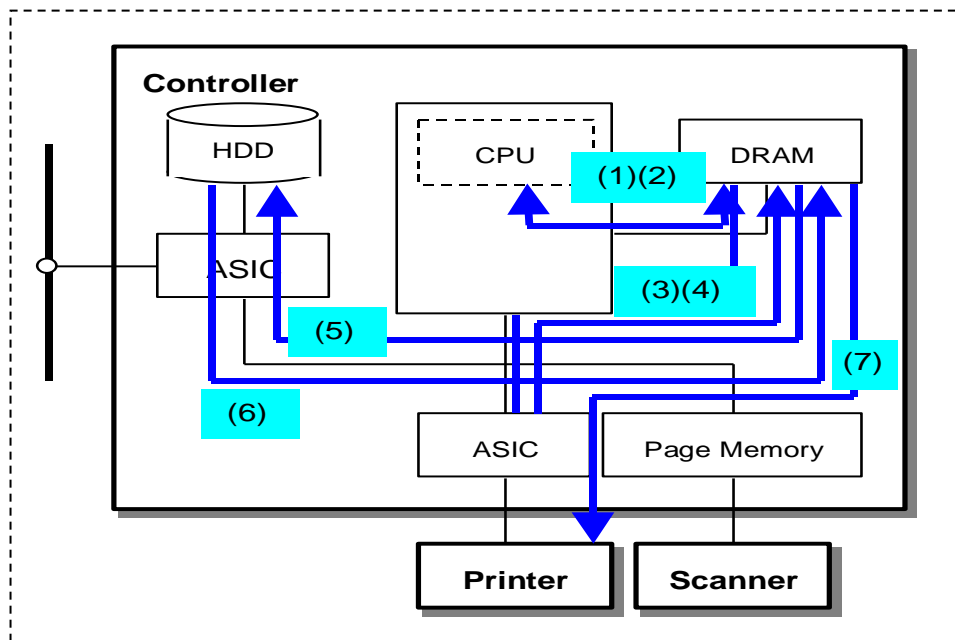 Controller
HDD
CPU
DRAM
(1)(2)
ASIC
(3)(4)
(5)
(7)
(6)
ASIC
Page Memory
Printer
Scanner